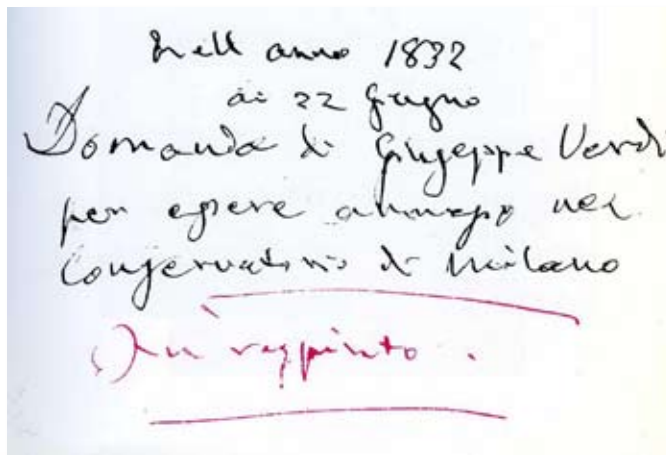 Nell anno 1832
ai 22 Giugno
Domanda di Giuseppe Verdi
per essere ammesso nel
Conservatorio di Milano
Fu respinto.